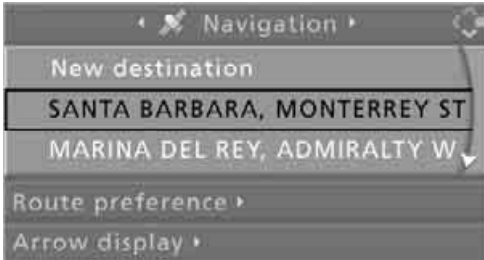 Navigation
New destination
SANTA BARBARA, MONTERREY ST
MARINA DEL REY, ADMIRALTY W
Route preference
Arrow display